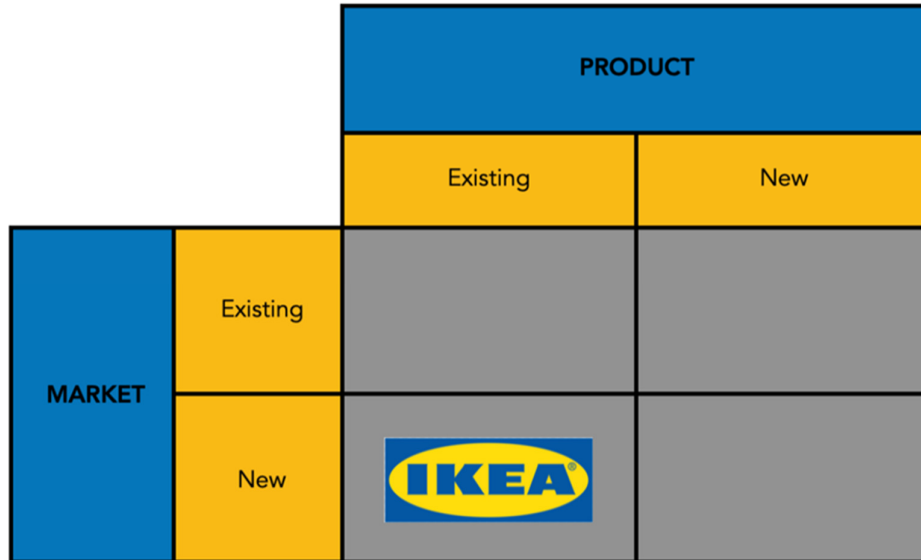 PRODUCT
Existing
New
Existing
MARKET
New
IKEA®